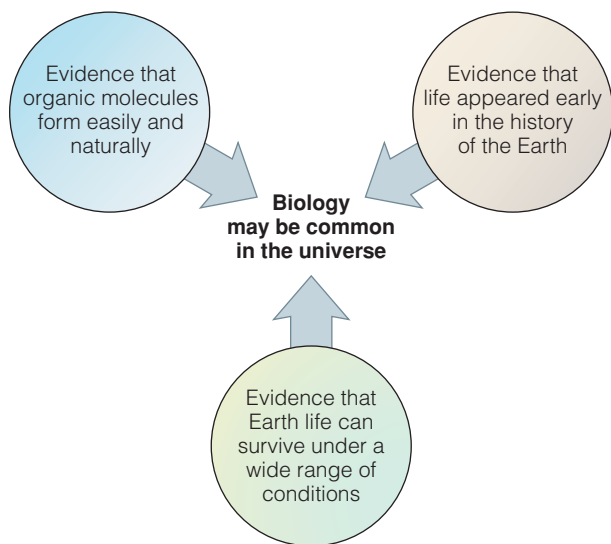 Evidence that
organic molecules
form easily and
naturally
Evidence that
life appeared early
in the history
of the Earth
Biology
may be common
in the universe
Evidence that
Earth life can
survive under a
wide range of
conditions